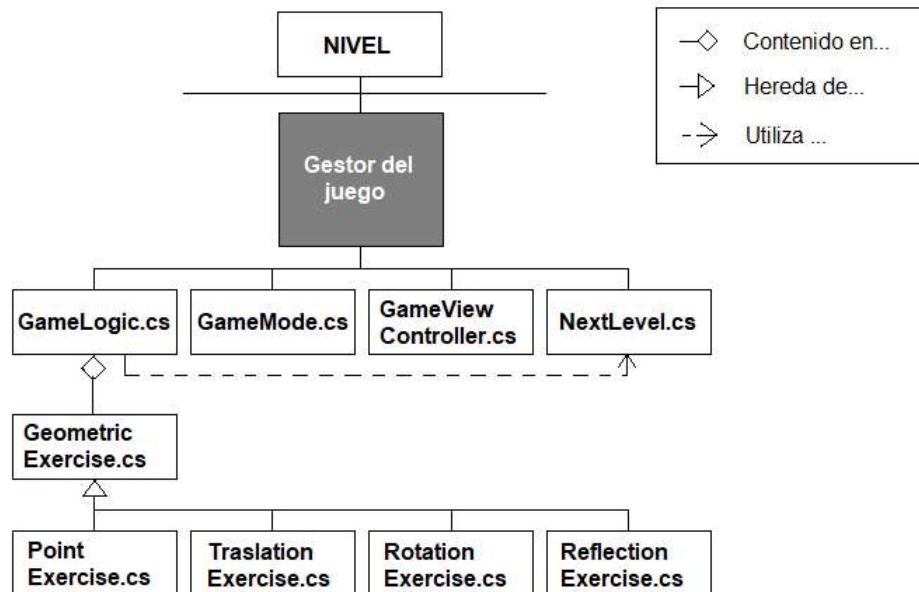 NIVEL
Contenido en...
Hereda de...
Utiliza ...
Gestor del
juego
GameLogic.cs
GameMode.cs
GameView
Controller.cs
NextLevel.cs
Geometric
Exercise.cs
Point
Exercise.cs
Traslation
Exercise.cs
Rotation
Exercise.cs
Reflection
Exercise.cs